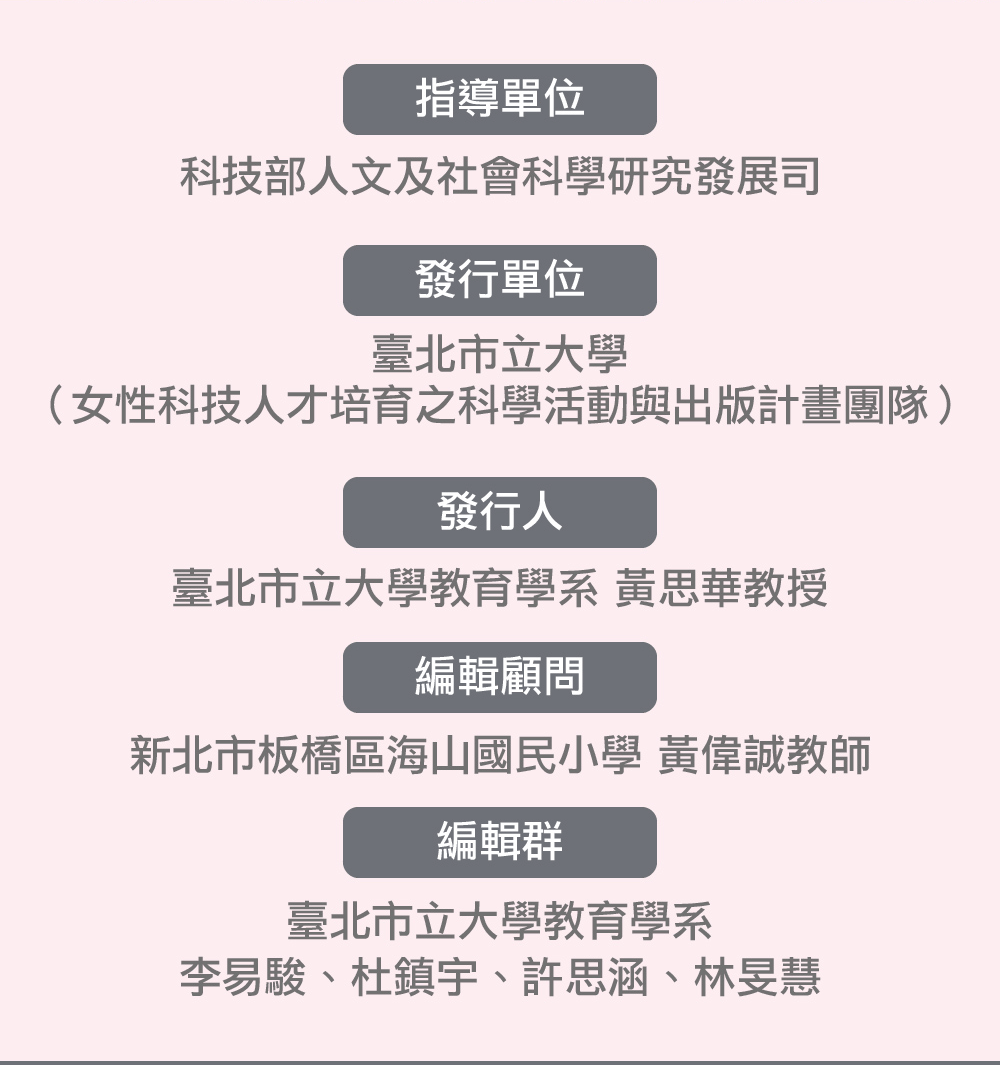 指導單位
科技部人文及社會科學研究發展司
發行單位
臺北市立大學
（女性科技人才培育之科學活動與出版計畫團隊）
發行人
臺北市立大學教育學系 黃思華教授
編輯顧問
新北市板橋區海山國民小學 黃偉誠教師
編輯群
臺北市立大學教育學系
李易駿、杜鎮宇、許思涵、林旻慧